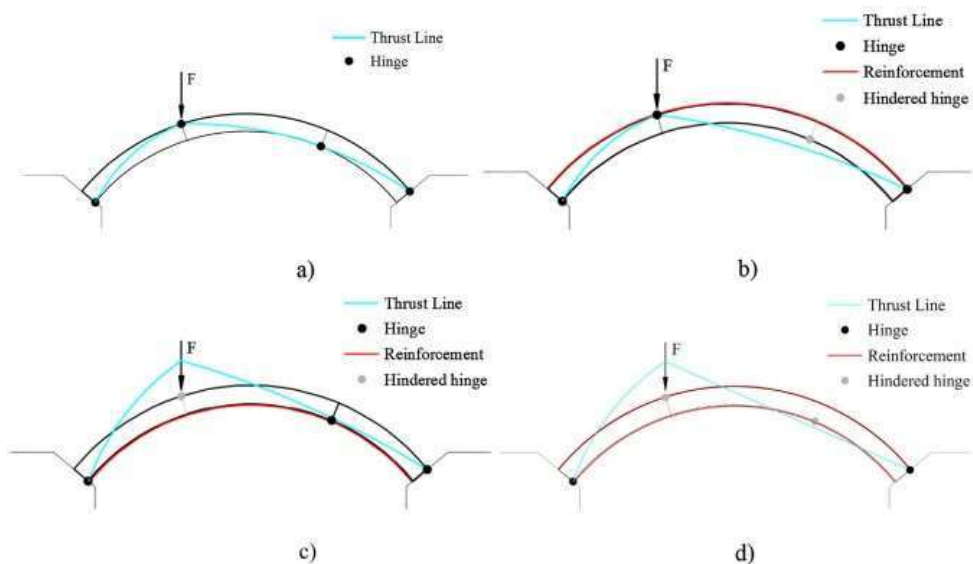 Thrust Line
Hinge
F
a)
Thrust Line
Hinge
Reinforcement
Hindered hinge
F
b)
Thrust Line
Hinge
Reinforcement
Hindered hinge
F
c)
Thrust Line
Hinge
Reinforcement
Hindered hinge
F
d)